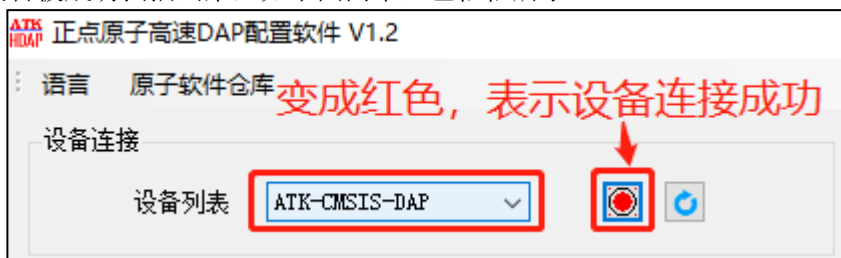 ATK
HDAP 正点原子高速DAP配置软件 V1.2
语言 原子软件仓库
变成红色，表示设备连接成功
设备连接
设备列表 ATK-CMSIS-DAP